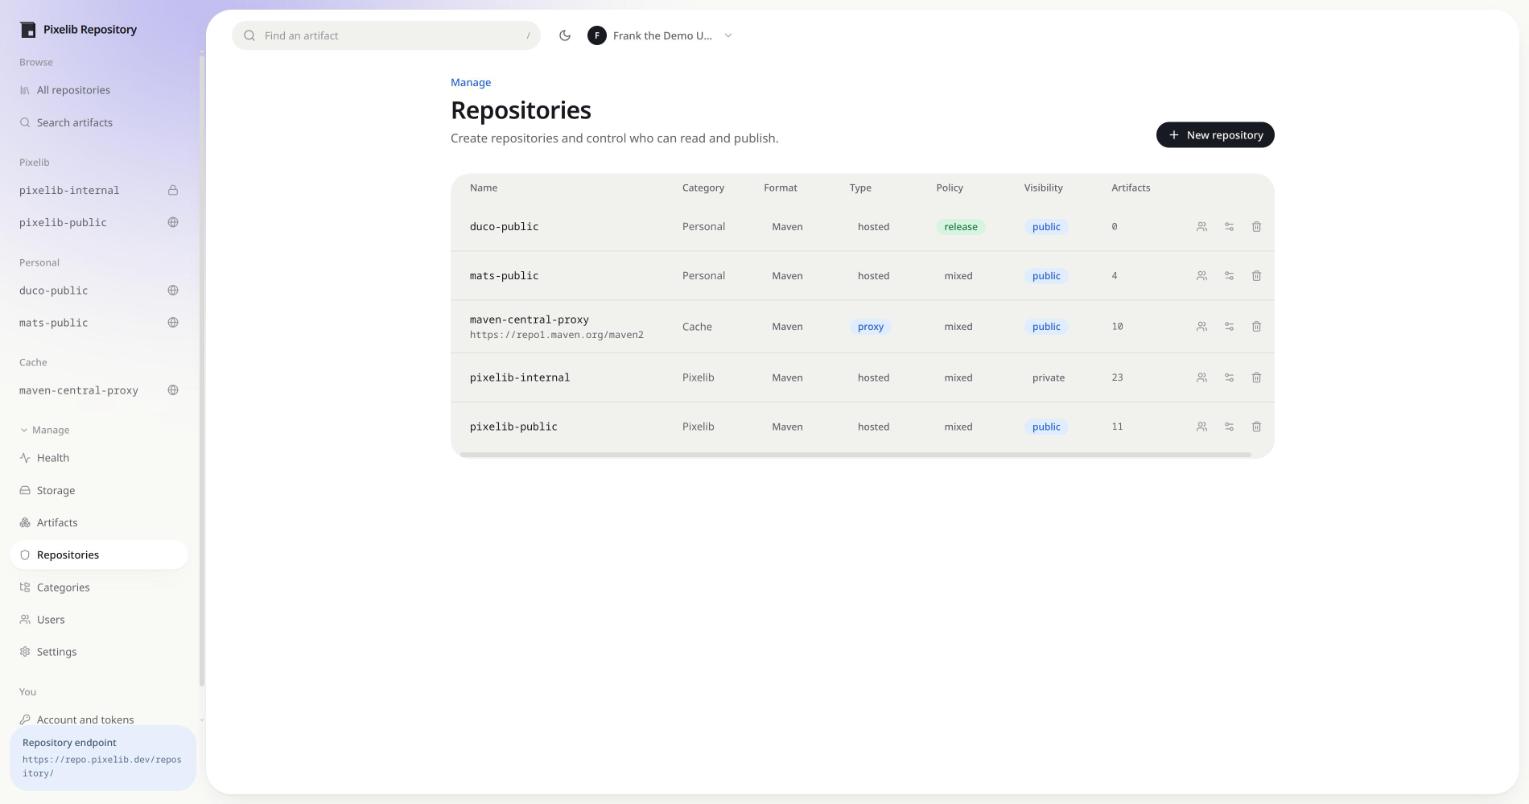 Pixelib Repository
Browse
All repositories
Search artifacts
Pixelib
pixelib-internal
pixelib-public
Personal
duco-public
mats-public
Cache
maven-central-proxy
Manage
Health
Storage
Artifacts
Repositories
Categories
Users
Settings
You
Account and tokens
Repository endpoint
https://repo.pixelib.dev/repos
itory/
Find an artifact /
F Frank the Demo U...
Manage
Repositories
Create repositories and control who can read and publish.
New repository
Name Category Format Type Policy Visibility Artifacts
duco-public Personal Maven hosted release public 0
mats-public Personal Maven hosted mixed public 4
maven-central-proxy Cache Maven proxy mixed public 10
https://repo1.maven.org/maven2
pixelib-internal Pixelib Maven hosted mixed private 23
pixelib-public Pixelib Maven hosted mixed public 11